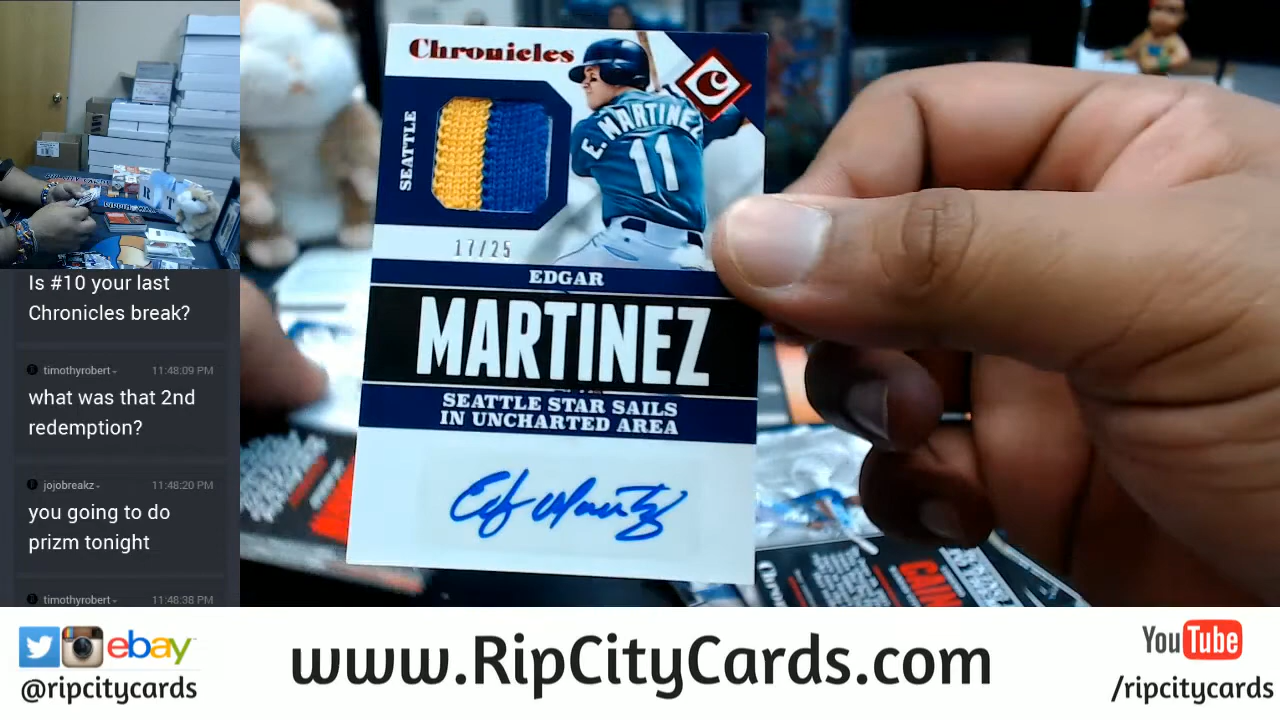 Is #10 your last
Chronicles break?
timothyrobert 11:48:09 PM
what was that 2nd
redemption?
jojobreakz 11:48:20 PM
you going to do
prizm tonight
timothyrobert 11:48:38 PM
Chronicles
C
SEATTLE
E. MARTINEZ
11
17/25
EDGAR
MARTINEZ
SEATTLE STAR SAILS
IN UNCHARTED AREA
ebay
@ripcitycards
www.RipCityCards.com
YouTube
/ripcitycards